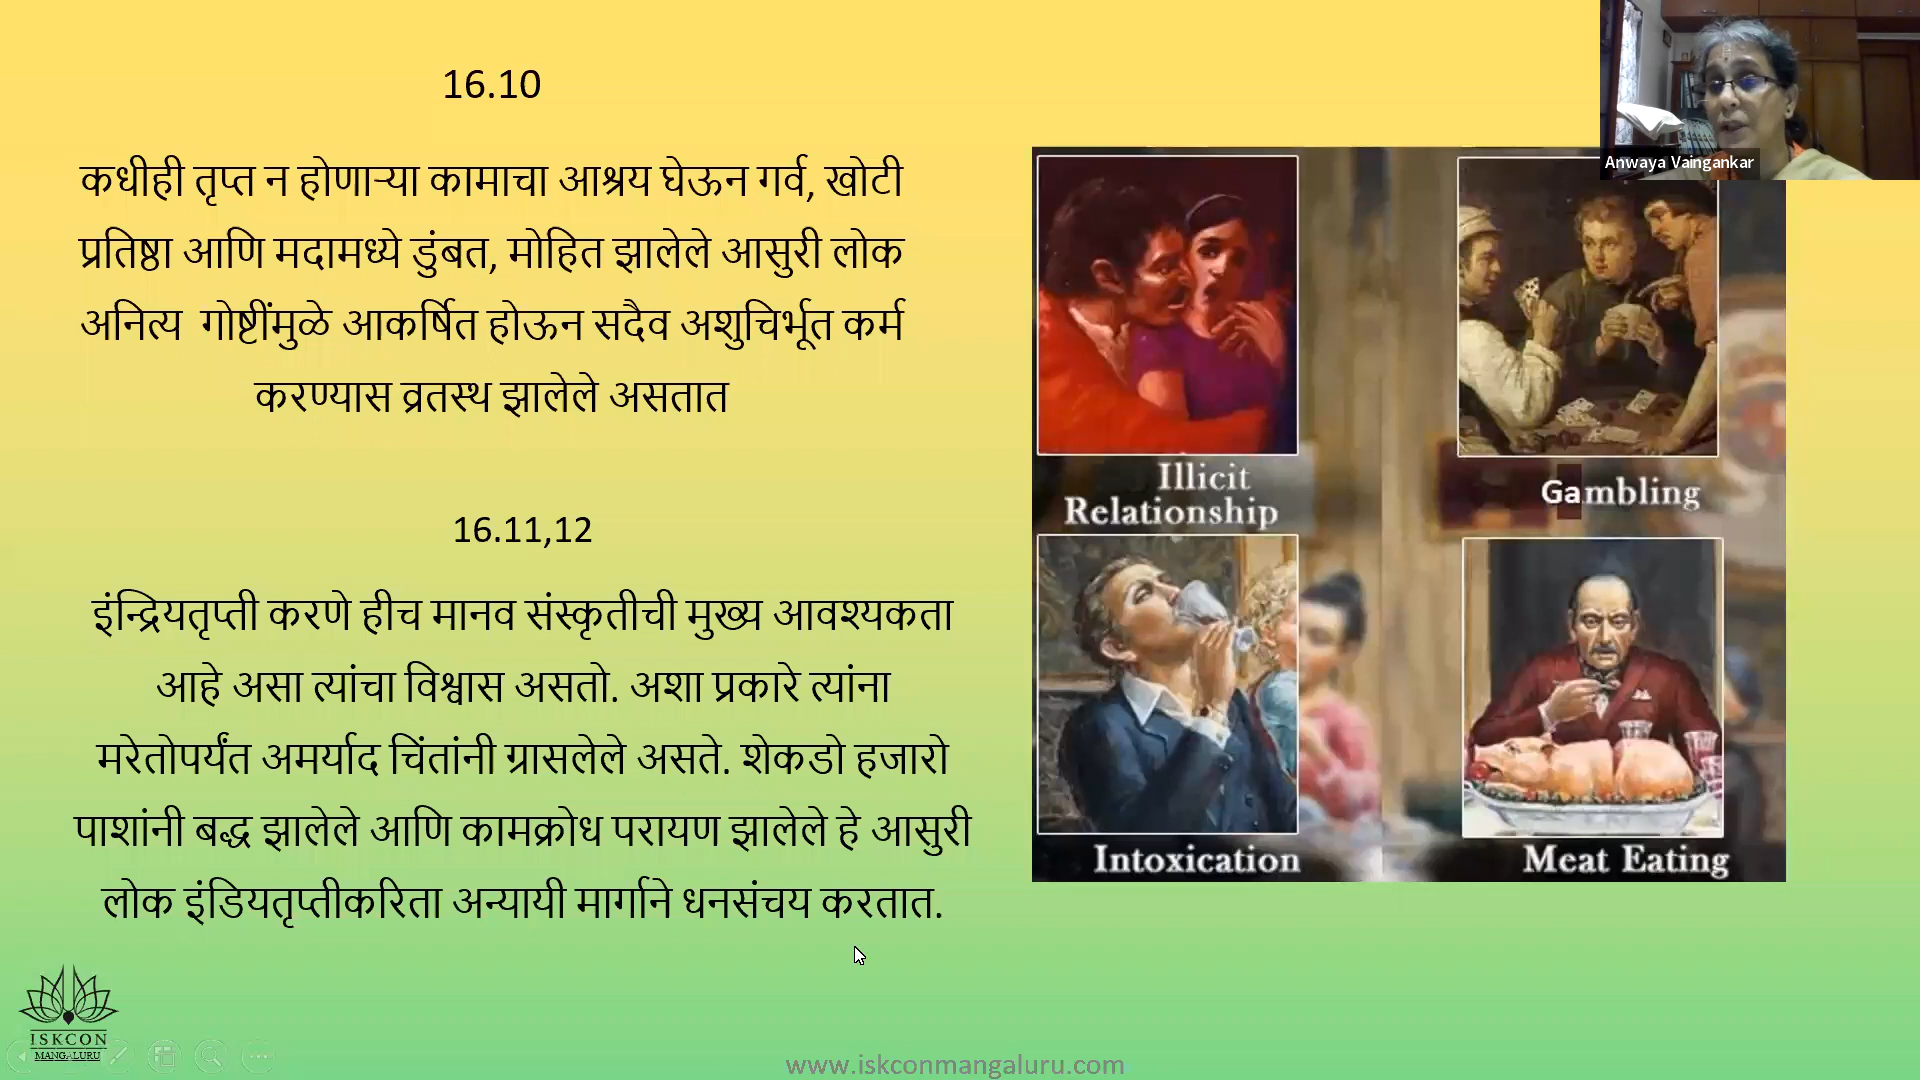 16.10
कधीही तृप्त न होणाऱ्या कामाचा आश्रय घेऊन गर्व, खोटी
प्रतिष्ठा आणि मदामध्ये डुंबत, मोहित झालेले आसुरी लोक
अनित्य गोष्टींमुळे आकर्षित होऊन सदैव अशुचिर्भूत कर्म
करण्यास व्रतस्थ झालेले असतात
16.11,12
इंन्द्रियतृप्ती करणे हीच मानव संस्कृतीची मुख्य आवश्यकता
आहे असा त्यांचा विश्वास असतो. अशा प्रकारे त्यांना
मरेतोपर्यंत अमर्याद चिंतांनी ग्रासलेले असते. शेकडो हजारो
पाशांनी बद्ध झालेले आणि कामक्रोध परायण झालेले हे आसुरी
लोक इंडियतृप्तीकरिता अन्यायी मार्गाने धनसंचय करतात.
Anwaya Vaingankar
Illicit
Relationship
Gambling
Intoxication
Meat Eating
ISKCON
MANGALURU
www.iskconmangaluru.com